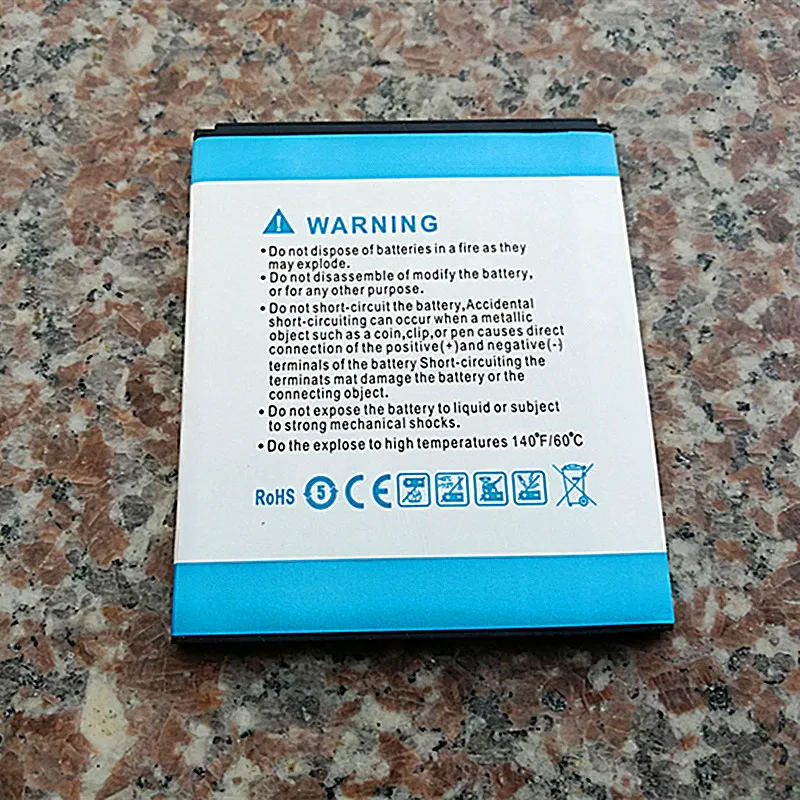 WARNING
•Do not dispose of batteries in a fire as they
may explode.
•Do not disassemble of modify the battery,
or for any other purpose.
•Do not short-circuit the battery,Accidental
short-circuiting can occur when a metallic
object such as a coin,clip,or pen causes direct
connection of the positive(+)and negative(-)
terminals of the battery Short-circuiting the
terminats mat damage the battery or the
connecting object.
•Do not expose the battery to liquid or subject
to strong mechanical shocks.
•Do the explose to high temperatures 140°F/60°C
RoHS 5 CE